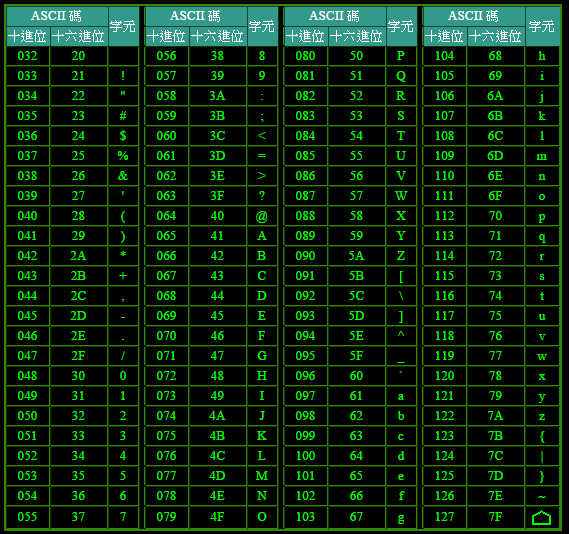 ASCII 碼 字元 ASCII 碼 字元 ASCII 碼 字元 ASCII 碼 字元
十進位 十六進位 十進位 十六進位 十進位 十六進位 十進位 十六進位
032 20 056 38 8 080 50 P 104 68 h
033 21 ! 057 39 9 081 51 Q 105 69 i
034 22 " 058 3A : 082 52 R 106 6A j
035 23 # 059 3B ; 083 53 S 107 6B k
036 24 $ 060 3C < 084 54 T 108 6C l
037 25 % 061 3D = 085 55 U 109 6D m
038 26 & 062 3E > 086 56 V 110 6E n
039 27 ' 063 3F ? 087 57 W 111 6F o
040 28 ( 064 40 @ 088 58 X 112 70 p
041 29 ) 065 41 A 089 59 Y 113 71 q
042 2A * 066 42 B 090 5A Z 114 72 r
043 2B + 067 43 C 091 5B [ 115 73 s
044 2C , 068 44 D 092 5C \ 116 74 t
045 2D - 069 45 E 093 5D ] 117 75 u
046 2E . 070 46 F 094 5E ^ 118 76 v
047 2F / 071 47 G 095 5F _ 119 77 w
048 30 0 072 48 H 096 60 ` 120 78 x
049 31 1 073 49 I 097 61 a 121 79 y
050 32 2 074 4A J 098 62 b 122 7A z
051 33 3 075 4B K 099 63 c 123 7B {
052 34 4 076 4C L 100 64 d 124 7C |
053 35 5 077 4D M 101 65 e 125 7D }
054 36 6 078 4E N 102 66 f 126 7E ~
055 37 7 079 4F O 103 67 g 127 7F ⌂